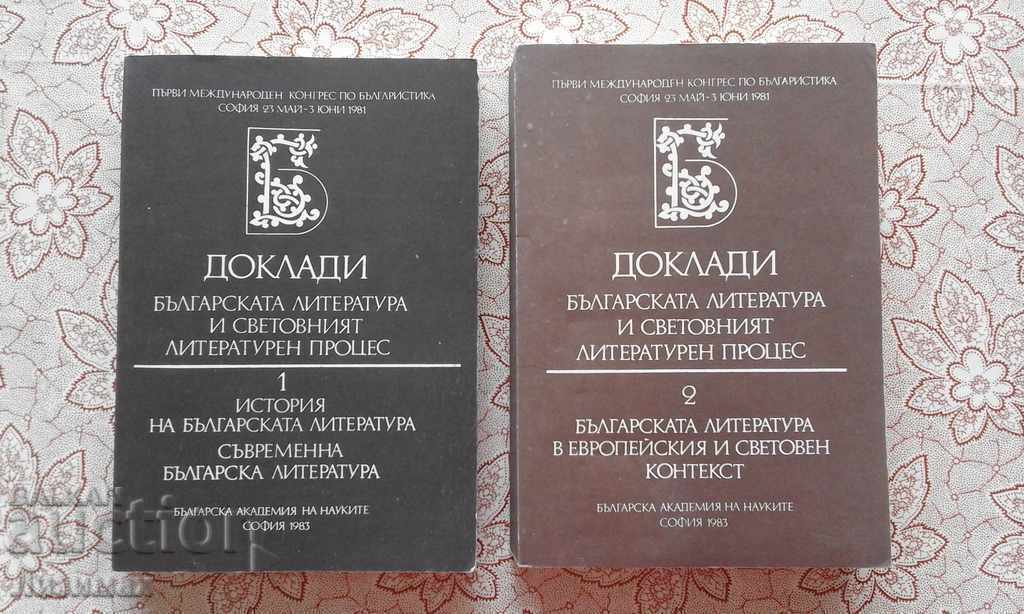 ПЪРВИ МЕЖДУНАРОДЕН КОНГРЕС ПО БЪЛГАРИСТИКА
СОФИЯ 23 МАЙ-3 ЮНИ 1981
Б
ДОКЛАДИ
БЪЛГАРСКАТА ЛИТЕРАТУРА
И СВЕТОВНИЯТ
ЛИТЕРАТУРЕН ПРОЦЕС
1
ИСТОРИЯ
НА БЪЛГАРСКАТА ЛИТЕРАТУРА
СЪВРЕМЕННА
БЪЛГАРСКА ЛИТЕРАТУРА
БЪЛГАРСКА АКАДЕМИЯ НА НАУКИТЕ
СОФИЯ 1983
ПЪРВИ МЕЖДУНАРОДЕН КОНГРЕС ПО БЪЛГАРИСТИКА
СОФИЯ 23 МАЙ-3 ЮНИ 1981
Б
ДОКЛАДИ
БЪЛГАРСКАТА ЛИТЕРАТУРА
И СВЕТОВНИЯТ
ЛИТЕРАТУРЕН ПРОЦЕС
2
БЪЛГАРСКАТА ЛИТЕРАТУРА
В ЕВРОПЕЙСКИЯ И СВЕТОВЕН
КОНТЕКСТ
БЪЛГАРСКА АКАДЕМИЯ НА НАУКИТЕ
СОФИЯ 1983
BALKAN
auction